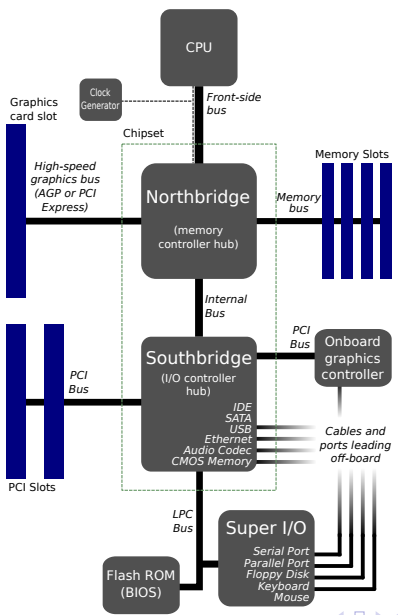 CPU
Clock
Generator
Front-side
bus
Graphics
card slot
Chipset
High-speed
graphics bus
(AGP or PCI
Express)
Northbridge
(memory
controller hub)
Memory Slots
Memory
bus
Internal
Bus
PCI
Bus
Onboard
graphics
controller
Southbridge
(I/O controller
hub)
PCI
Bus
IDE
SATA
USB
Ethernet
Audio Codec
CMOS Memory
Cables and
ports leading
off-board
PCI Slots
LPC
Bus
Super I/O
Serial Port
Parallel Port
Floppy Disk
Keyboard
Mouse
Flash ROM
(BIOS)